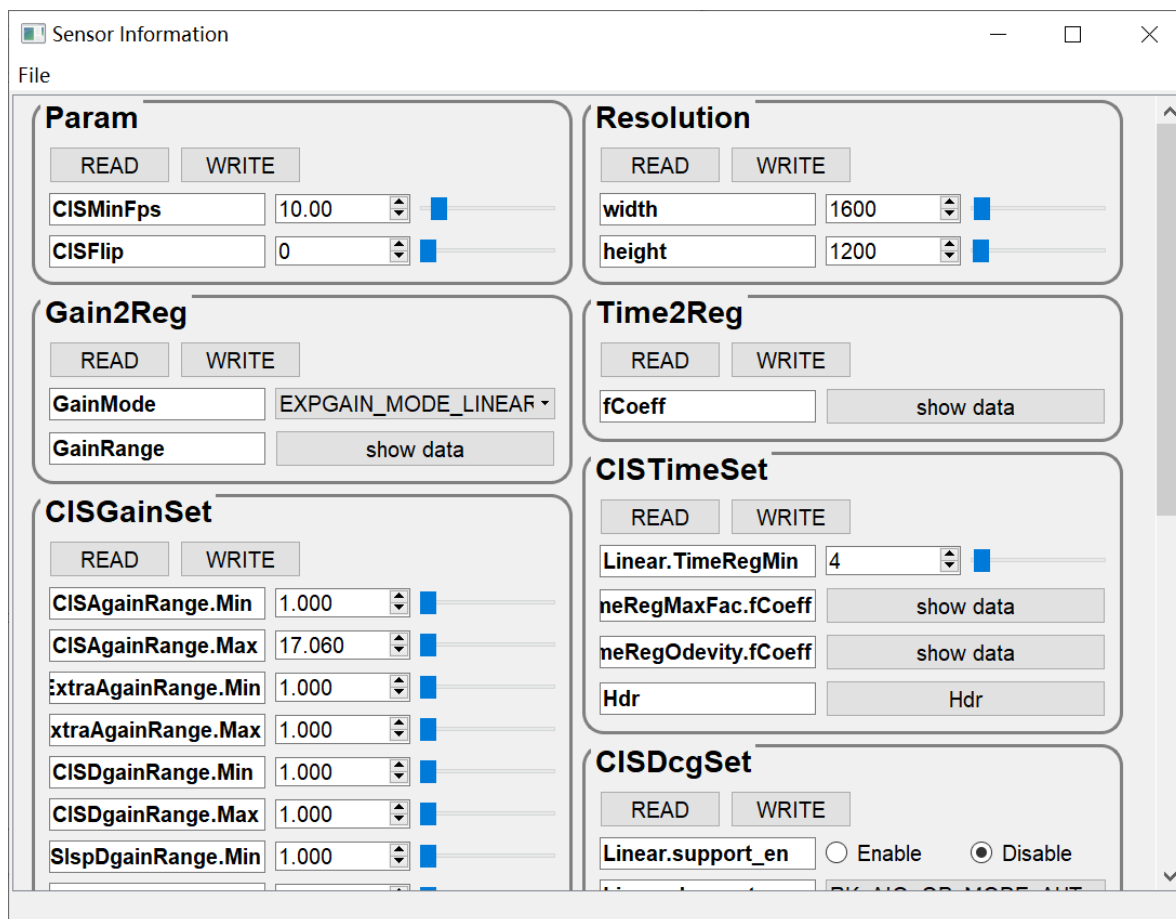 Sensor Information
File
Param
READ WRITE
CISMinFps 10.00
CISFlip 0
Gain2Reg
READ WRITE
GainMode EXPGAIN_MODE_LINEAR
GainRange show data
CISGainSet
READ WRITE
CISAgainRange.Min 1.000
CISAgainRange.Max 17.060
ExtraAgainRange.Min 1.000
xtraAgainRange.Max 1.000
CISDgainRange.Min 1.000
CISDgainRange.Max 1.000
SIspDgainRange.Min 1.000
Resolution
READ WRITE
width 1600
height 1200
Time2Reg
READ WRITE
fCoeff show data
CISTimeSet
READ WRITE
Linear.TimeRegMin 4
meRegMaxFac.fCoeff show data
meRegOdevity.fCoeff show data
Hdr Hdr
CISDcgSet
READ WRITE
Linear.support_en Enable Disable